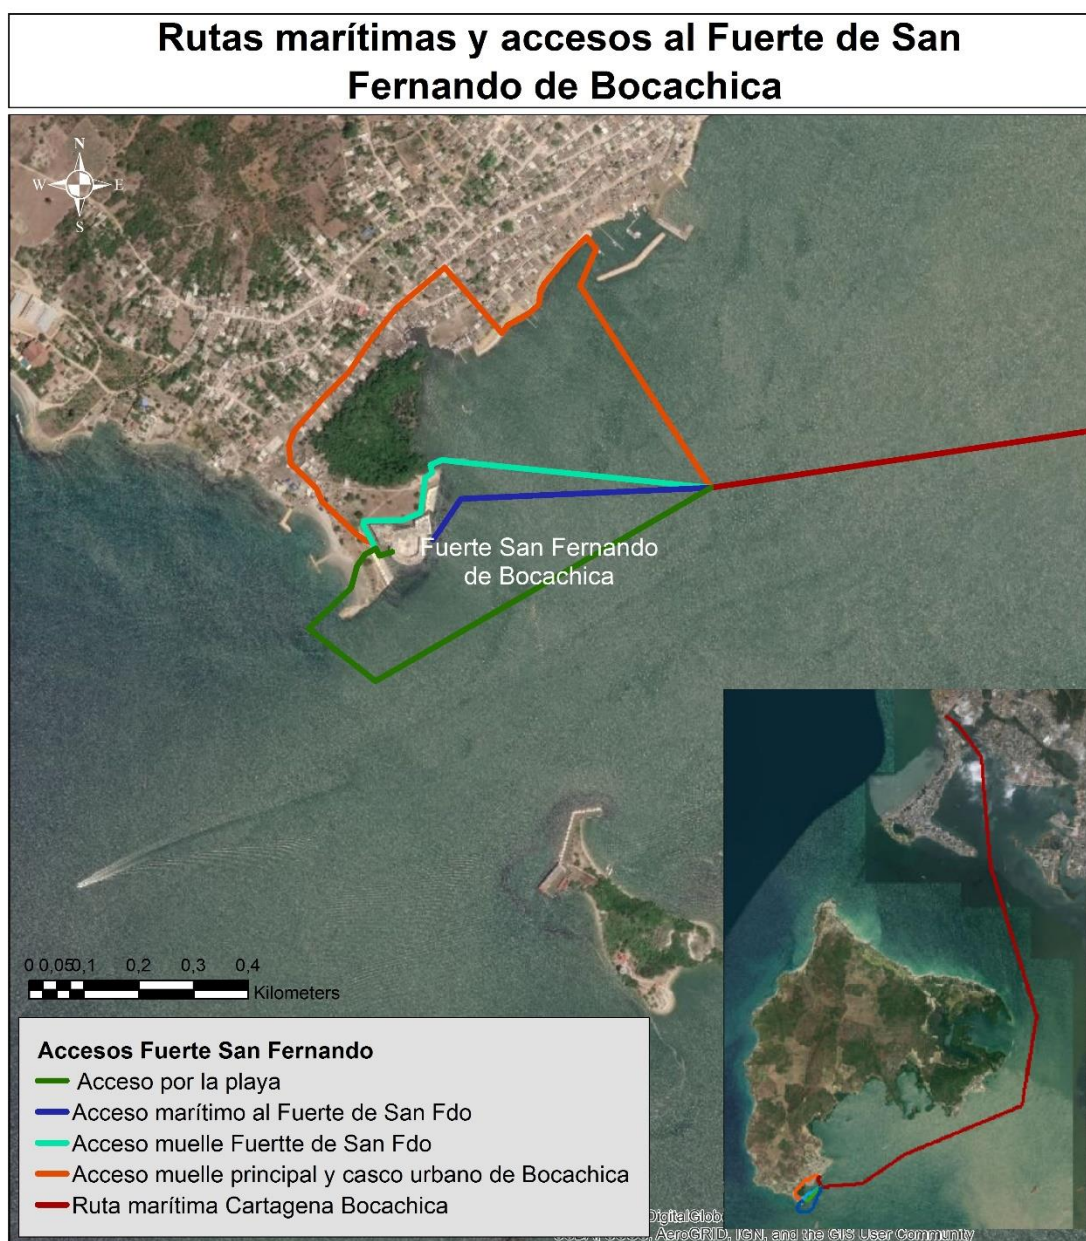 Rutas marítimas y accesos al Fuerte de San
Fernando de Bocachica
N
W E
S
Fuerte San Fernando
de Bocachica
0 0,050,1 0,2 0,3 0,4
Kilometers
Accesos Fuerte San Fernando
Acceso por la playa
Acceso marítimo al Fuerte de San Fdo
Acceso muelle Fuertte de San Fdo
Acceso muelle principal y casco urbano de Bocachica
Ruta marítima Cartagena Bocachica
AeroGRID, IGN, and the GIS User Community